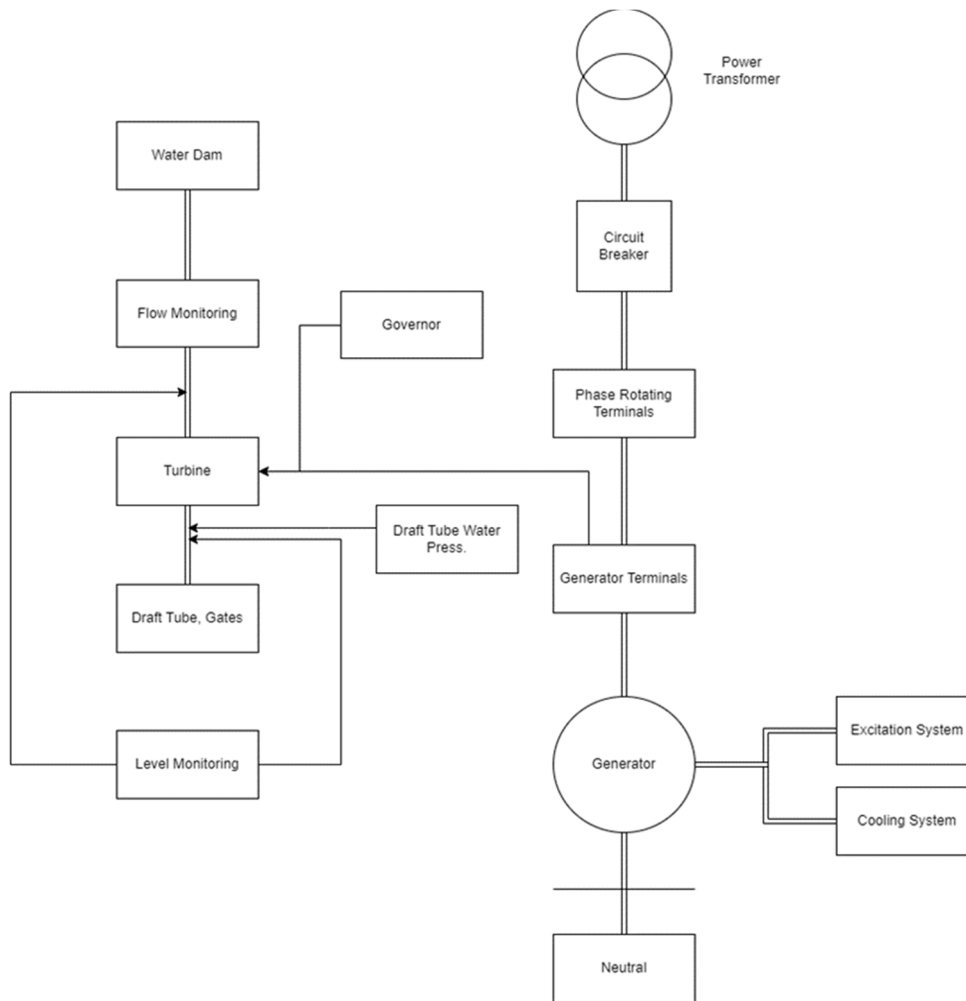 Power
Transformer
Water Dam
Circuit
Breaker
Flow Monitoring
Governor
Phase Rotating
Terminals
Turbine
Draft Tube Water
Press.
Generator Terminals
Draft Tube, Gates
Excitation System
Level Monitoring
Generator
Cooling System
Neutral